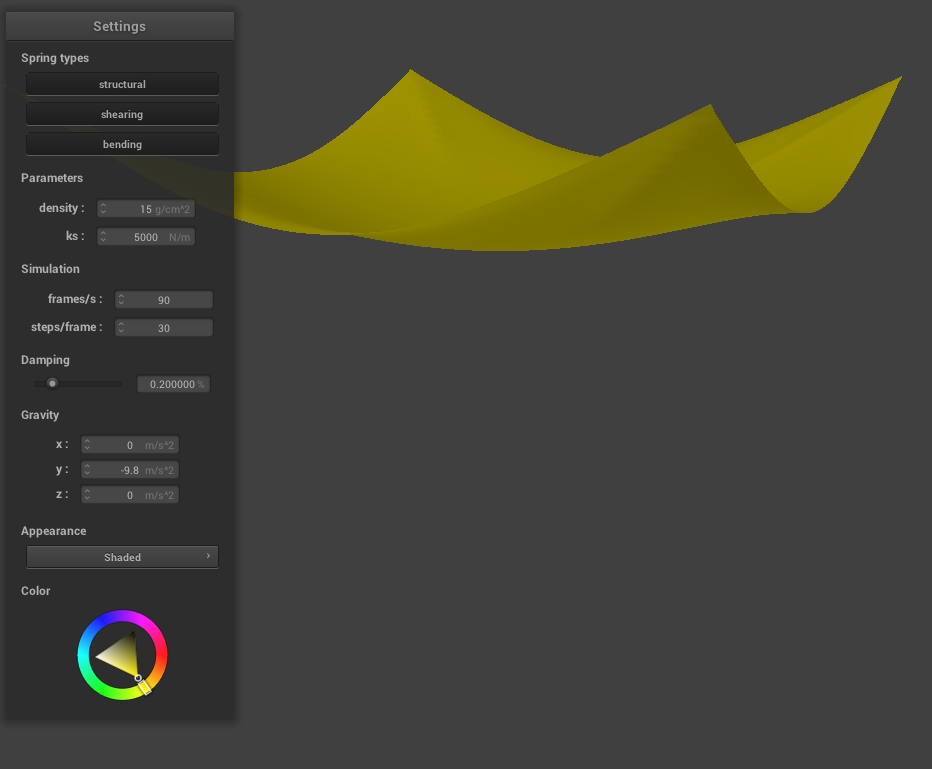 Settings
Spring types
structural
shearing
bending
Parameters
density : 15 g/cm^2
ks : 5000 N/m
Simulation
frames/s : 90
steps/frame : 30
Damping
0.200000 %
Gravity
x : 0 m/s^2
y : -9.8 m/s^2
z : 0 m/s^2
Appearance
Shaded
Color